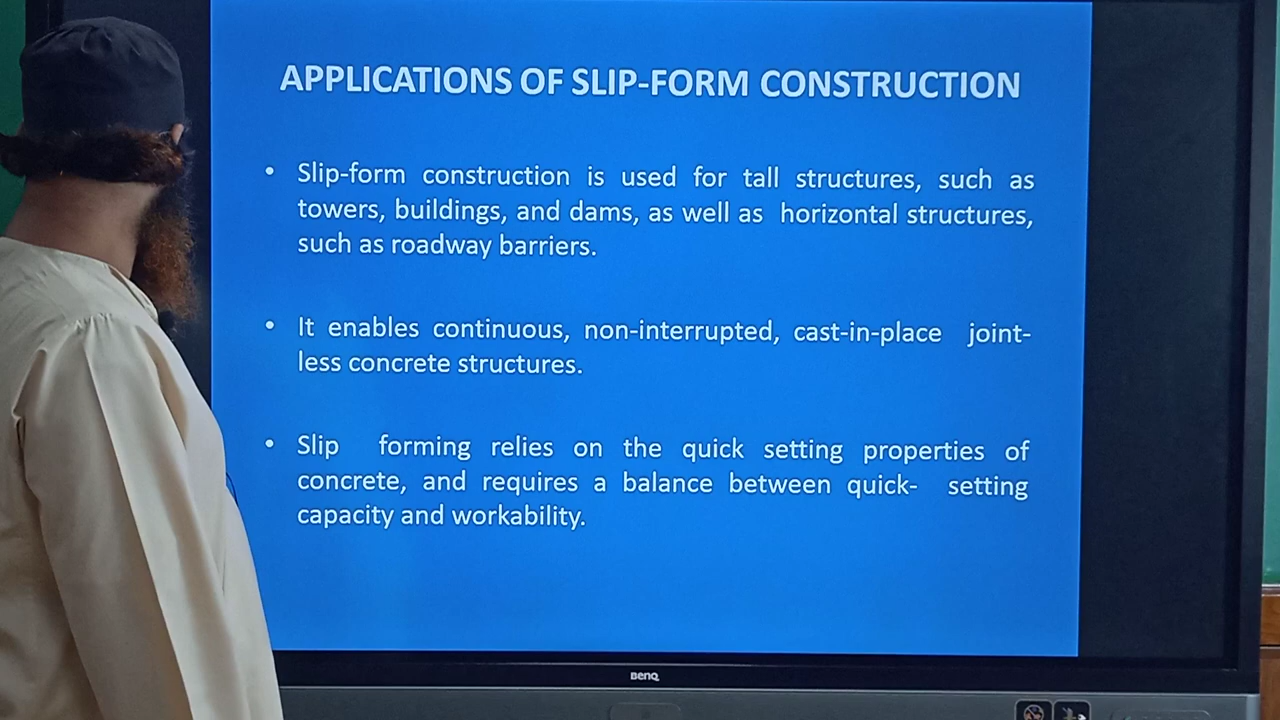 APPLICATIONS OF SLIP-FORM CONSTRUCTION
• Slip-form construction is used for tall structures, such as
towers, buildings, and dams, as well as horizontal structures,
such as roadway barriers.
• It enables continuous, non-interrupted, cast-in-place joint-
less concrete structures.
• Slip forming relies on the quick setting properties of
concrete, and requires a balance between quick- setting
capacity and workability.
BenQ